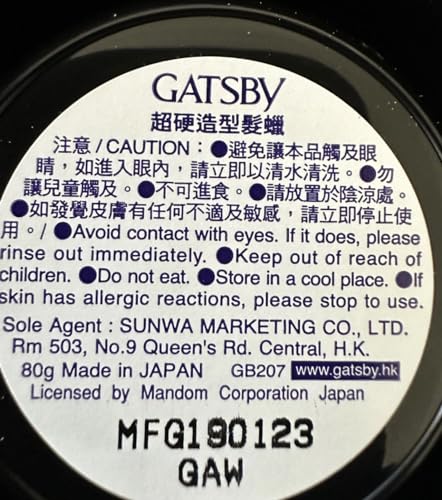 GATSBY
超硬造型髮蠟
注意 / CAUTION：●避免讓本品觸及眼
睛，如進入眼內，請立即以清水清洗。●勿
讓兒童觸及。●不可進食。●請放置於陰涼處。
●如發覺皮膚有任何不適及敏感，請立即停止使
用。/ ●Avoid contact with eyes. If it does, please
rinse out immediately. ●Keep out of reach of
children. ●Do not eat. ●Store in a cool place. ●If
skin has allergic reactions, please stop to use.
Sole Agent : SUNWA MARKETING CO., LTD.
Rm 503, No.9 Queen's Rd. Central, H.K.
80g Made in JAPAN GB207 www.gatsby.hk
Licensed by Mandom Corporation Japan
MFG190123
GAW